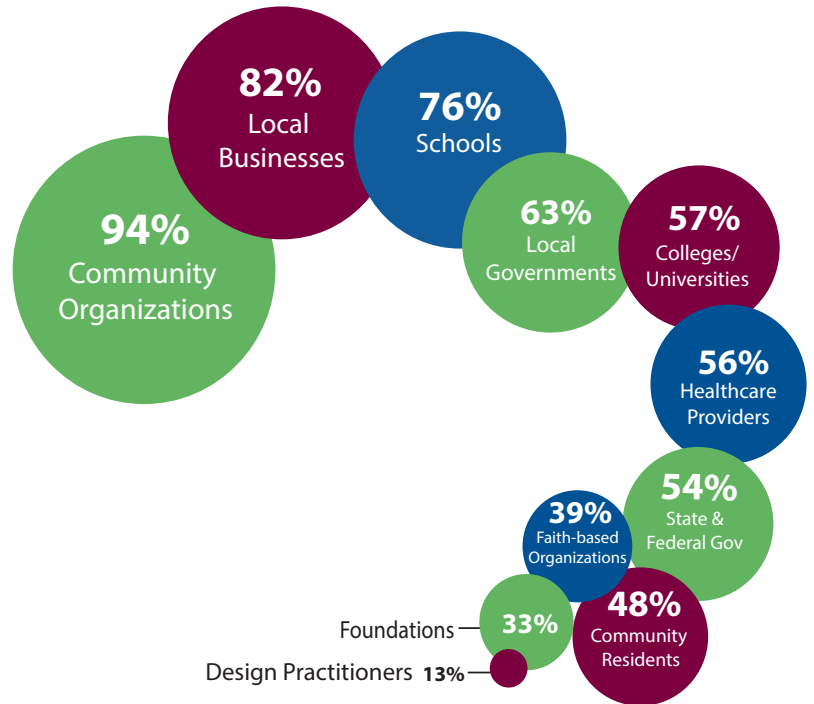 94%
Community
Organizations
82%
Local
Businesses
76%
Schools
63%
Local
Governments
57%
Colleges/
Universities
56%
Healthcare
Providers
54%
State &
Federal Gov
48%
Community
Residents
39%
Faith-based
Organizations
Foundations
33%
Design Practitioners 13%